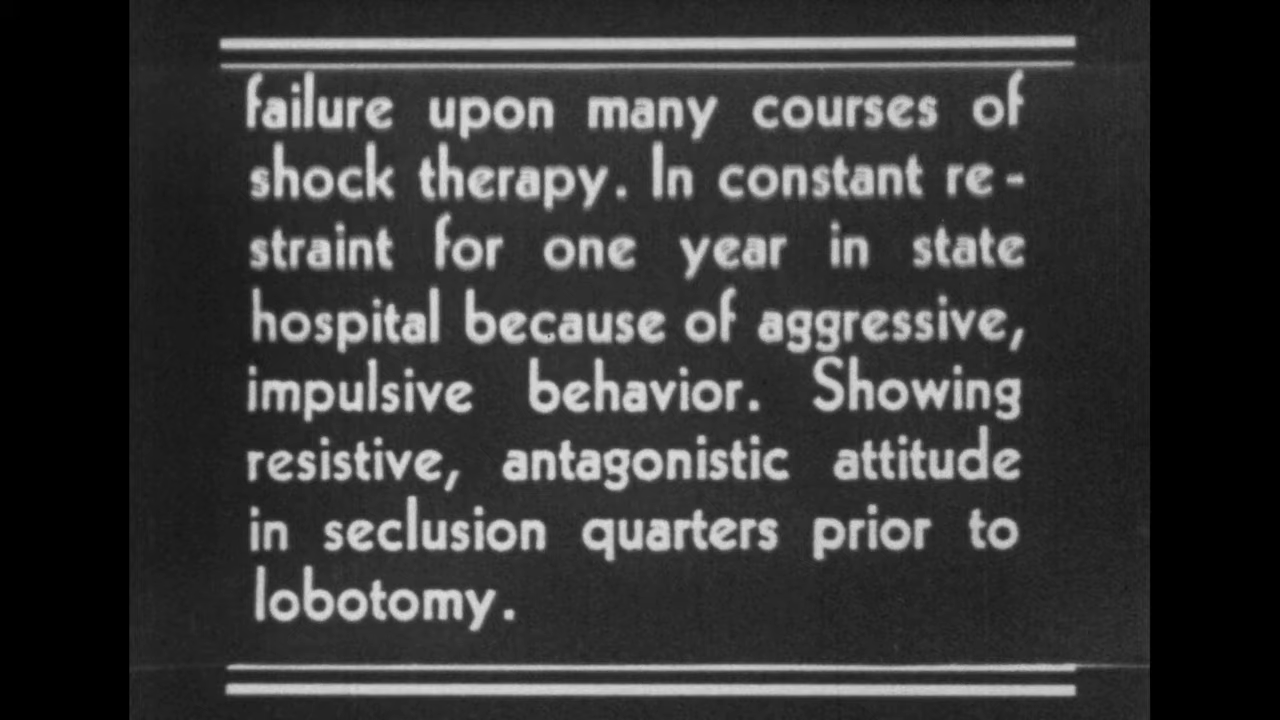 failure upon many courses of
shock therapy. In constant re-
straint for one year in state
hospital because of aggressive,
impulsive behavior. Showing
resistive, antagonistic attitude
in seclusion quarters prior to
lobotomy.